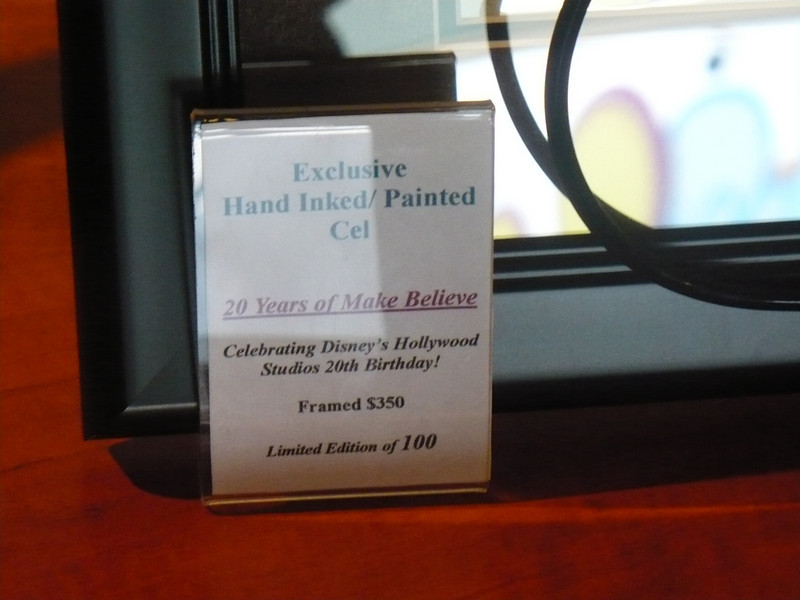 Exclusive
Hand Inked/ Painted
Cel
20 Years of Make Believe
Celebrating Disney's Hollywood
Studios 20th Birthday!
Framed $350
Limited Edition of 100